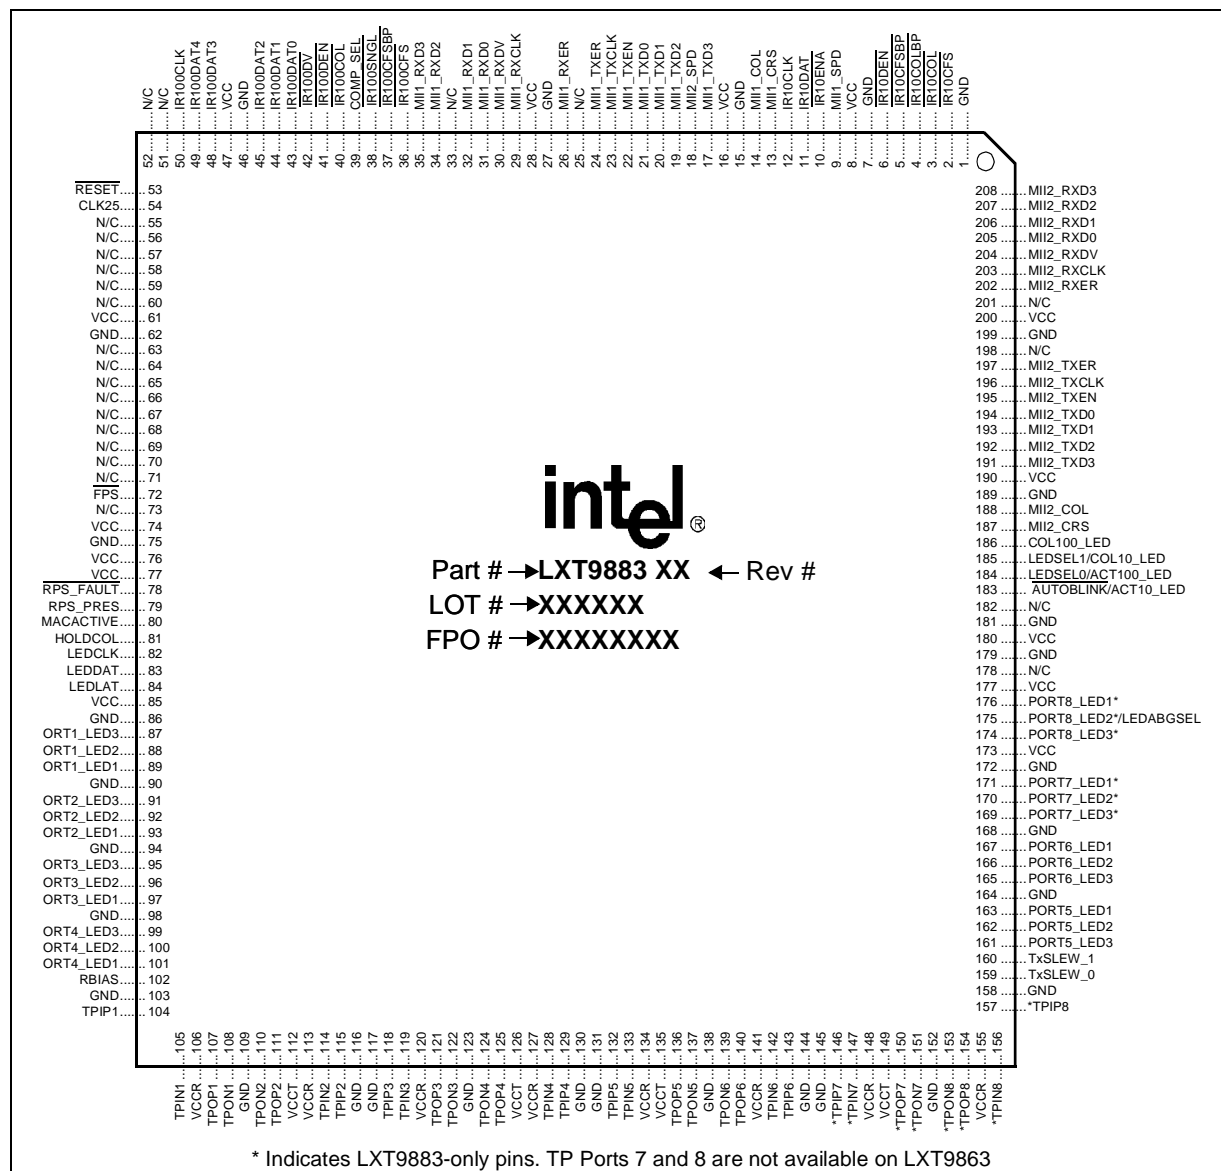 52 ...... N/C
51 ...... N/C
50 ...... IR100CLK
49 ...... IR100DAT4
48 ...... IR100DAT3
47 ...... VCC
46 ...... GND
45 ...... IR100DAT2
44 ...... IR100DAT1
43 ...... IR100DAT0
42 ...... IR100DV
41 ...... IR100DEN
40 ...... IR100COL
39 ...... COMP_SEL
38 ...... IR100SNGL
37 ...... IR100CFSBP
36 ...... IR100CFS
35 ...... MII1_RXD3
34 ...... MII1_RXD2
33 ...... N/C
32 ...... MII1_RXD1
31 ...... MII1_RXD0
30 ...... MII1_RXDV
29 ...... MII1_RXCLK
28 ...... VCC
27 ...... GND
26 ...... MII1_RXER
25 ...... N/C
24 ...... MII1_TXER
23 ...... MII1_TXCLK
22 ...... MII1_TXEN
21 ...... MII1_TXD0
20 ...... MII1_TXD1
19 ...... MII1_TXD2
18 ...... MII2_SPD
17 ...... MII1_TXD3
16 ...... VCC
15 ...... GND
14 ...... MII1_COL
13 ...... MII1_CRS
12 ...... IR10CLK
11 ...... IR10DAT
10 ...... IR10ENA
9 ...... MII1_SPD
8 ...... VCC
7 ...... GND
6 ...... IR10DEN
5 ...... IR10CFSBP
4 ...... IR10COLBP
3 ...... IR10COL
2 ...... IR10CFS
1 ...... GND
RESET ...... 53
CLK25 ...... 54
N/C ...... 55
N/C ...... 56
N/C ...... 57
N/C ...... 58
N/C ...... 59
N/C ...... 60
VCC ...... 61
GND ...... 62
N/C ...... 63
N/C ...... 64
N/C ...... 65
N/C ...... 66
N/C ...... 67
N/C ...... 68
N/C ...... 69
N/C ...... 70
N/C ...... 71
FPS ...... 72
N/C ...... 73
VCC ...... 74
GND ...... 75
VCC ...... 76
VCC ...... 77
RPS_FAULT ...... 78
RPS_PRES ...... 79
MACACTIVE ...... 80
HOLDCOL ...... 81
LEDCLK ...... 82
LEDDAT ...... 83
LEDLAT ...... 84
VCC ...... 85
GND ...... 86
ORT1_LED3 ...... 87
ORT1_LED2 ...... 88
ORT1_LED1 ...... 89
GND ...... 90
ORT2_LED3 ...... 91
ORT2_LED2 ...... 92
ORT2_LED1 ...... 93
GND ...... 94
ORT3_LED3 ...... 95
ORT3_LED2 ...... 96
ORT3_LED1 ...... 97
GND ...... 98
ORT4_LED3 ...... 99
ORT4_LED2 ...... 100
ORT4_LED1 ...... 101
RBIAS ...... 102
GND ...... 103
TPIP1 ...... 104
intel®
Part # LXT9883 XX Rev #
LOT # XXXXXX
FPO # XXXXXXXX
208 ...... MII2_RXD3
207 ...... MII2_RXD2
206 ...... MII2_RXD1
205 ...... MII2_RXD0
204 ...... MII2_RXDV
203 ...... MII2_RXCLK
202 ...... MII2_RXER
201 ...... N/C
200 ...... VCC
199 ...... GND
198 ...... N/C
197 ...... MII2_TXER
196 ...... MII2_TXCLK
195 ...... MII2_TXEN
194 ...... MII2_TXD0
193 ...... MII2_TXD1
192 ...... MII2_TXD2
191 ...... MII2_TXD3
190 ...... VCC
189 ...... GND
188 ...... MII2_COL
187 ...... MII2_CRS
186 ...... COL100_LED
185 ...... LEDSEL1/COL10_LED
184 ...... LEDSEL0/ACT100_LED
183 ...... AUTOBLINK/ACT10_LED
182 ...... N/C
181 ...... GND
180 ...... VCC
179 ...... GND
178 ...... N/C
177 ...... VCC
176 ...... PORT8_LED1*
175 ...... PORT8_LED2*/LEDABGSEL
174 ...... PORT8_LED3*
173 ...... VCC
172 ...... GND
171 ...... PORT7_LED1*
170 ...... PORT7_LED2*
169 ...... PORT7_LED3*
168 ...... GND
167 ...... PORT6_LED1
166 ...... PORT6_LED2
165 ...... PORT6_LED3
164 ...... GND
163 ...... PORT5_LED1
162 ...... PORT5_LED2
161 ...... PORT5_LED3
160 ...... TxSLEW_1
159 ...... TxSLEW_0
158 ...... GND
157 ...... *TPIP8
TPIN1 ...... 105
VCCR ...... 106
TPOP1 ...... 107
TPON1 ...... 108
GND ...... 109
TPON2 ...... 110
TPOP2 ...... 111
VCCT ...... 112
VCCR ...... 113
TPIN2 ...... 114
TPIP2 ...... 115
GND ...... 116
GND ...... 117
TPIP3 ...... 118
TPIN3 ...... 119
VCCR ...... 120
TPOP3 ...... 121
TPON3 ...... 122
GND ...... 123
TPON4 ...... 124
TPOP4 ...... 125
VCCT ...... 126
VCCR ...... 127
TPIN4 ...... 128
TPIP4 ...... 129
GND ...... 130
GND ...... 131
TPIP5 ...... 132
TPIN5 ...... 133
VCCR ...... 134
VCCT ...... 135
TPOP5 ...... 136
TPON5 ...... 137
GND ...... 138
TPON6 ...... 139
TPOP6 ...... 140
VCCR ...... 141
TPIN6 ...... 142
TPIP6 ...... 143
GND ...... 144
GND ...... 145
*TPIP7 ...... 146
*TPIN7 ...... 147
VCCR ...... 148
VCCT ...... 149
*TPOP7 ...... 150
*TPON7 ...... 151
GND ...... 152
*TPON8 ...... 153
*TPOP8 ...... 154
VCCR ...... 155
*TPIN8 ...... 156
* Indicates LXT9883-only pins. TP Ports 7 and 8 are not available on LXT9863